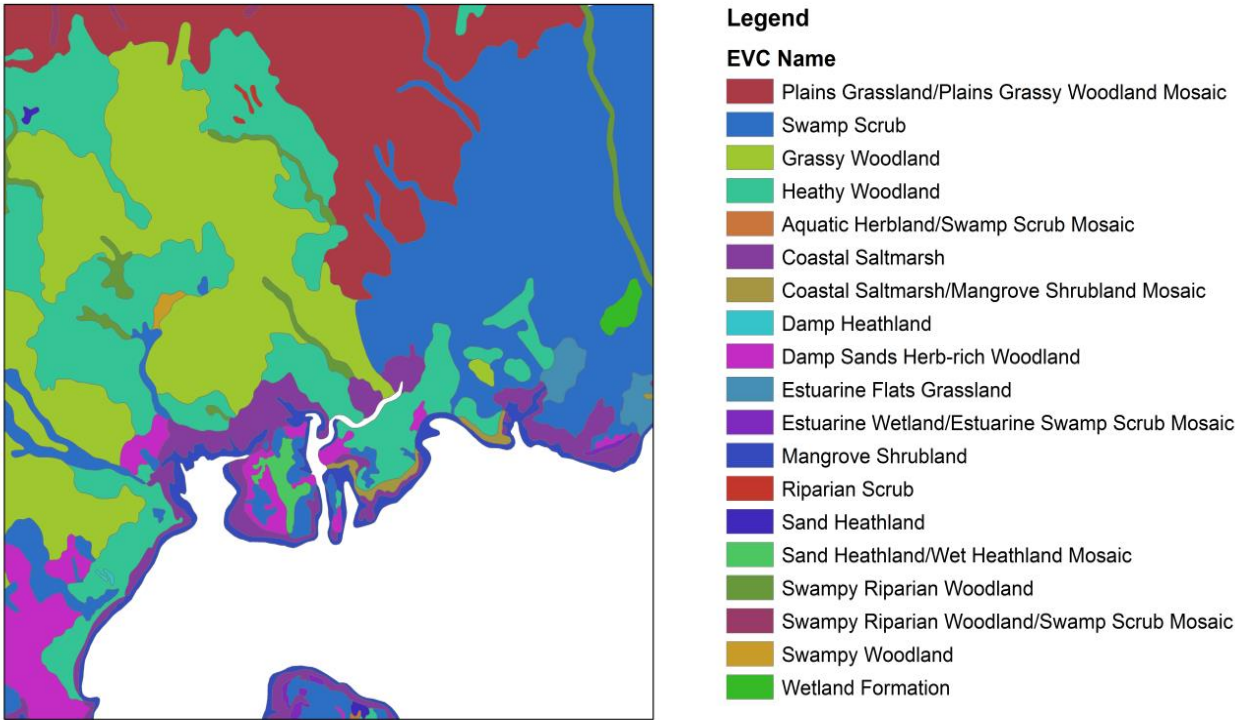 Legend
EVC Name
Plains Grassland/Plains Grassy Woodland Mosaic
Swamp Scrub
Grassy Woodland
Heathy Woodland
Aquatic Herbland/Swamp Scrub Mosaic
Coastal Saltmarsh
Coastal Saltmarsh/Mangrove Shrubland Mosaic
Damp Heathland
Damp Sands Herb-rich Woodland
Estuarine Flats Grassland
Estuarine Wetland/Estuarine Swamp Scrub Mosaic
Mangrove Shrubland
Riparian Scrub
Sand Heathland
Sand Heathland/Wet Heathland Mosaic
Swampy Riparian Woodland
Swampy Riparian Woodland/Swamp Scrub Mosaic
Swampy Woodland
Wetland Formation